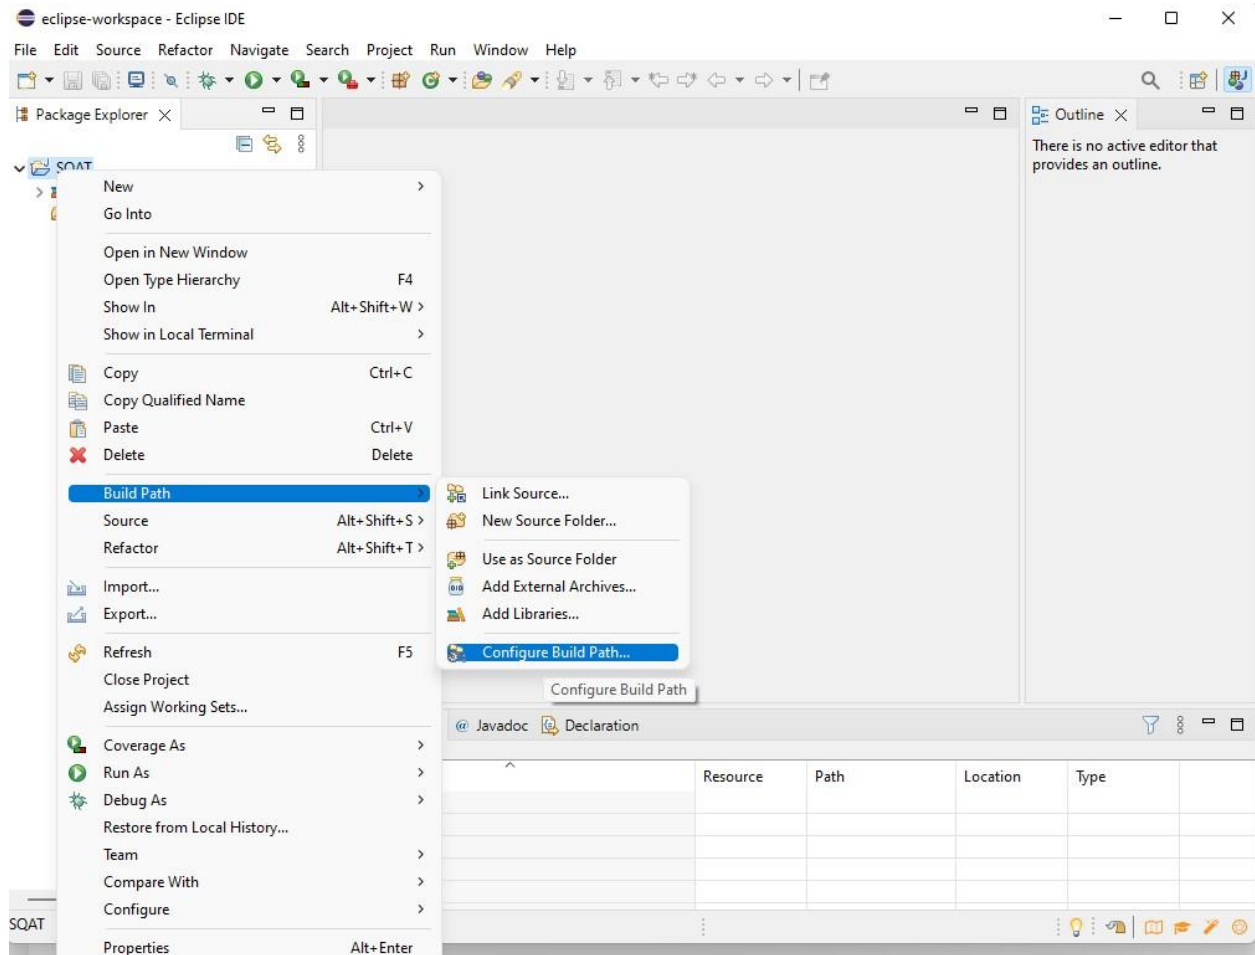 eclipse-workspace - Eclipse IDE
File Edit Source Refactor Navigate Search Project Run Window Help
Package Explorer
Outline
There is no active editor that
provides an outline.
SQAT
New
Go Into
Open in New Window
Open Type Hierarchy F4
Show In Alt+Shift+W >
Show in Local Terminal
Copy Ctrl+C
Copy Qualified Name
Paste Ctrl+V
Delete Delete
Build Path
Source Alt+Shift+S >
Refactor Alt+Shift+T >
Import...
Export...
Refresh F5
Close Project
Assign Working Sets...
Coverage As
Run As
Debug As
Restore from Local History...
Team
Compare With
Configure
Properties Alt+Enter
Link Source...
New Source Folder...
Use as Source Folder
010
Add External Archives...
Add Libraries...
Configure Build Path...
Configure Build Path
@ Javadoc Declaration
Resource Path Location Type
SQAT